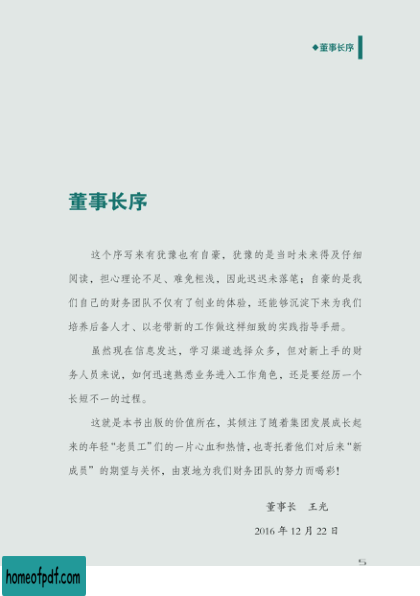 ◆董事长序
董事长序
这个序写来有犹豫也有自豪，犹豫的是当时未来得及仔细
阅读，担心理论不足、难免粗浅，因此迟迟未落笔；自豪的是我
们自己的财务团队不仅有了创业的体验，还能够沉淀下来为我们
培养后备人才、以老带新的工作做这样细致的实践指导手册。
虽然现在信息发达，学习渠道选择众多，但对新上手的财
务人员来说，如何迅速熟悉业务进入工作角色，还是要经历一个
长短不一的过程。
这就是本书出版的价值所在，其倾注了随着集团发展成长起
来的年轻“老员工”们的一片心血和热情，也寄托着他们对后来“新
成员”的期望与关怀，由衷地为我们财务团队的努力而喝彩！
董事长 王光
2016 年 12 月 22 日
5
homeofpdf.com